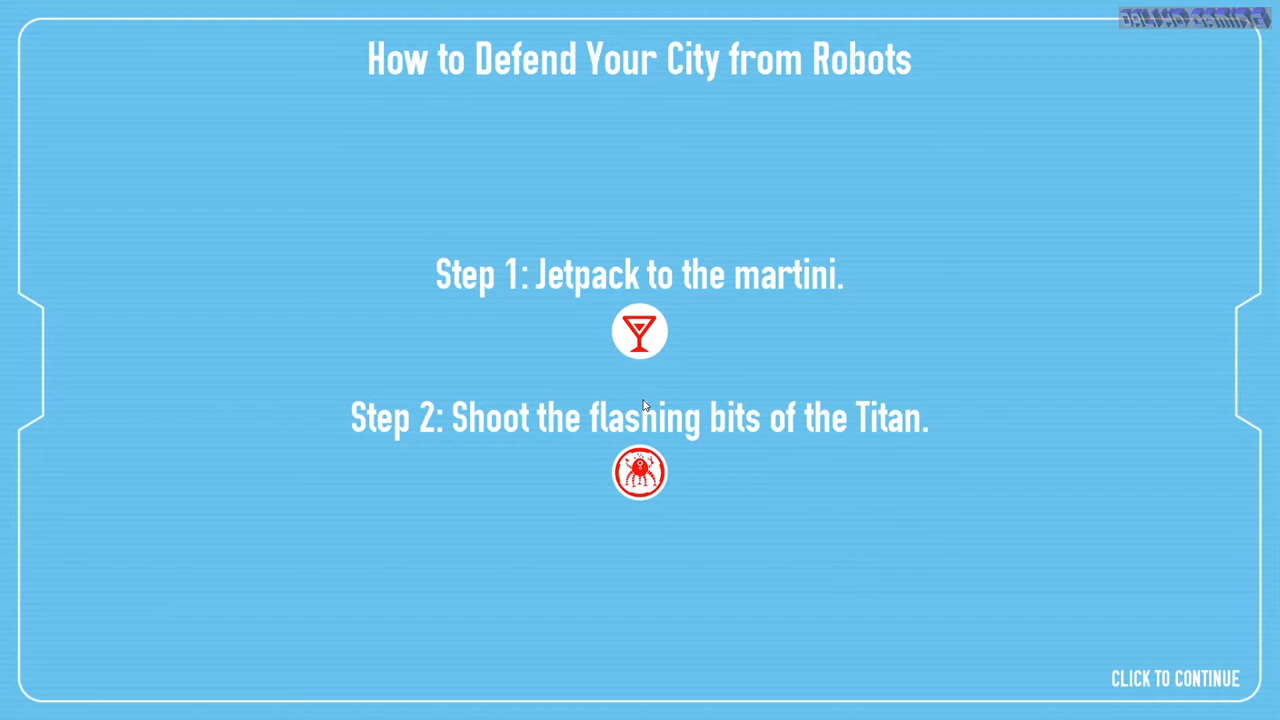 How to Defend Your City from Robots
Step 1: Jetpack to the martini.
Step 2: Shoot the flashing bits of the Titan.
CLICK TO CONTINUE